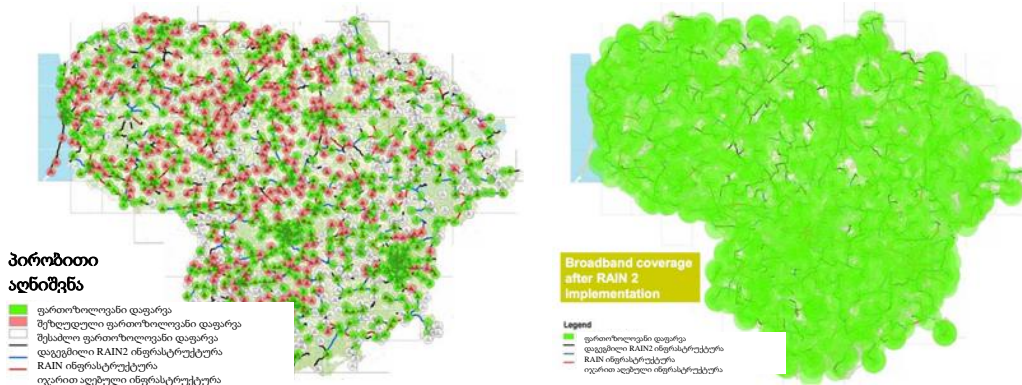 პირობითი
აღნიშვნა
ფართოზოლოვანი დაფარვა
შეზღუდული ფართოზოლოვანი დაფარვა
შესაძლო ფართოზოლოვანი დაფარვა
დაგეგმილი RAIN2 ინფრასტრუქტურა
RAIN ინფრასტრუქტურა
იჯარით აღებული ინფრასტრუქტურა
Broadband coverage
after RAIN 2
implementation
Legend
ფართოზოლოვანი დაფარვა
დაგეგმილი RAIN2 ინფრასტრუქტურა
RAIN ინფრასტრუქტურა
იჯარით აღებული ინფრასტრუქტურა